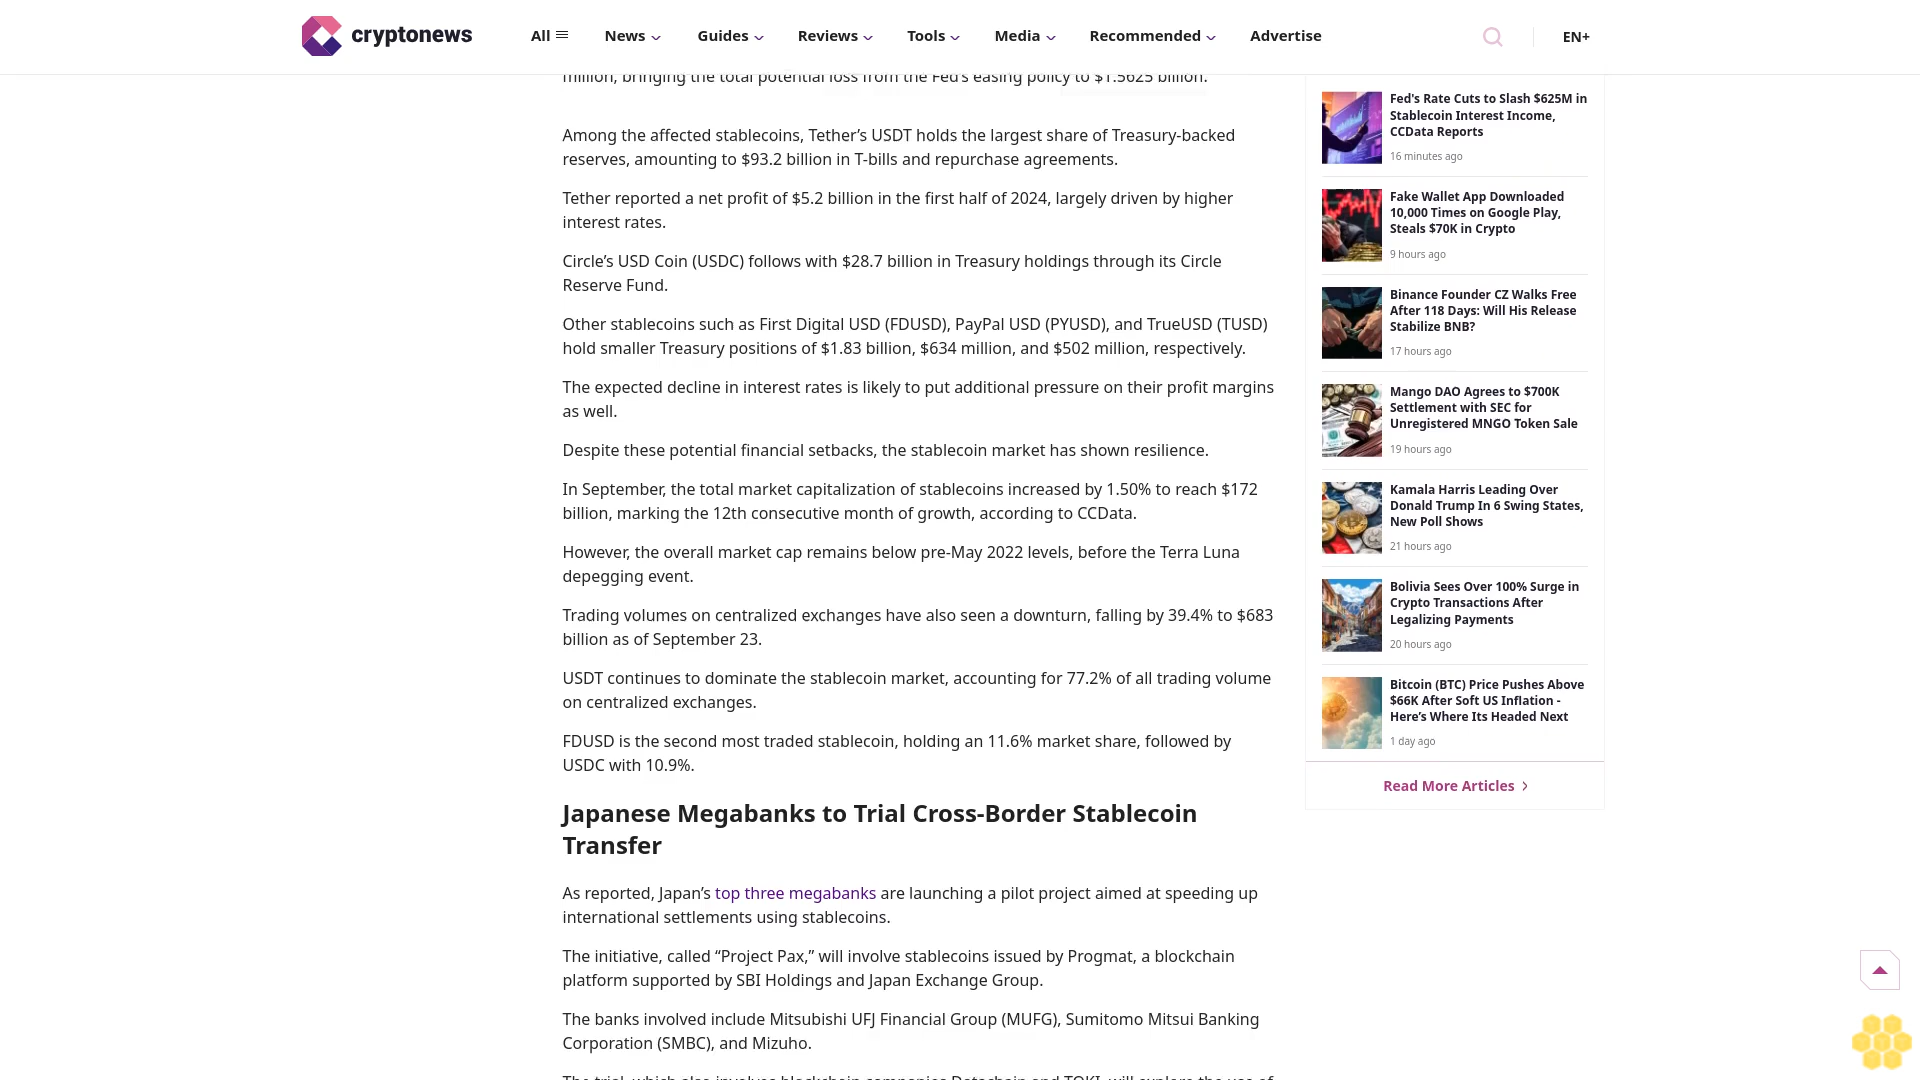 cryptonews
All
News
Guides
Reviews
Tools
Media
Recommended
Advertise
EN+
million, bringing the total potential loss from the Fed's easing policy to $1.5625 billion.
Among the affected stablecoins, Tether’s USDT holds the largest share of Treasury-backed
reserves, amounting to $93.2 billion in T-bills and repurchase agreements.
Tether reported a net profit of $5.2 billion in the first half of 2024, largely driven by higher
interest rates.
Circle’s USD Coin (USDC) follows with $28.7 billion in Treasury holdings through its Circle
Reserve Fund.
Other stablecoins such as First Digital USD (FDUSD), PayPal USD (PYUSD), and TrueUSD (TUSD)
hold smaller Treasury positions of $1.83 billion, $634 million, and $502 million, respectively.
The expected decline in interest rates is likely to put additional pressure on their profit margins
as well.
Despite these potential financial setbacks, the stablecoin market has shown resilience.
In September, the total market capitalization of stablecoins increased by 1.50% to reach $172
billion, marking the 12th consecutive month of growth, according to CCData.
However, the overall market cap remains below pre-May 2022 levels, before the Terra Luna
depegging event.
Trading volumes on centralized exchanges have also seen a downturn, falling by 39.4% to $683
billion as of September 23.
USDT continues to dominate the stablecoin market, accounting for 77.2% of all trading volume
on centralized exchanges.
FDUSD is the second most traded stablecoin, holding an 11.6% market share, followed by
USDC with 10.9%.
Japanese Megabanks to Trial Cross-Border Stablecoin
Transfer
As reported, Japan’s top three megabanks are launching a pilot project aimed at speeding up
international settlements using stablecoins.
The initiative, called “Project Pax,” will involve stablecoins issued by Progmat, a blockchain
platform supported by SBI Holdings and Japan Exchange Group.
The banks involved include Mitsubishi UFJ Financial Group (MUFG), Sumitomo Mitsui Banking
Corporation (SMBC), and Mizuho.
The trial, which also involves blockchain companies Datachain and TOKI, will explore the use of
Fed's Rate Cuts to Slash $625M in
Stablecoin Interest Income,
CCData Reports
16 minutes ago
Fake Wallet App Downloaded
10,000 Times on Google Play,
Steals $70K in Crypto
9 hours ago
Binance Founder CZ Walks Free
After 118 Days: Will His Release
Stabilize BNB?
17 hours ago
Mango DAO Agrees to $700K
Settlement with SEC for
Unregistered MNGO Token Sale
19 hours ago
Kamala Harris Leading Over
Donald Trump In 6 Swing States,
New Poll Shows
21 hours ago
Bolivia Sees Over 100% Surge in
Crypto Transactions After
Legalizing Payments
20 hours ago
Bitcoin (BTC) Price Pushes Above
$66K After Soft US Inflation -
Here’s Where Its Headed Next
1 day ago
Read More Articles